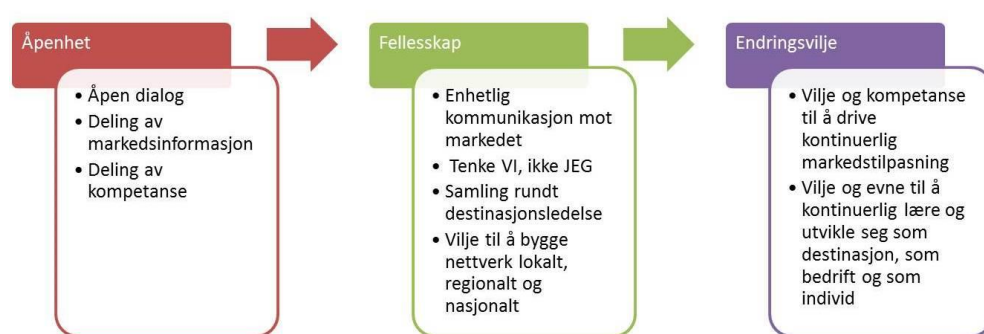 Åpenhet
• Åpen dialog
• Deling av
markedsinformasjon
• Deling av
kompetanse
Fellesskap
• Enhetlig
kommunikasjon mot
markedet
• Tenke VI, ikke JEG
• Samling rundt
destinasjonsledelse
• Vilje til å bygge
nettverk lokalt,
regionalt og
nasjonalt
Endringsvilje
• Vilje og kompetanse
til å drive
kontinuerlig
markedstilpasning
• Vilje og evne til å
kontinuerlig lære og
utvikle seg som
destinasjon, som
bedrift og som
individ